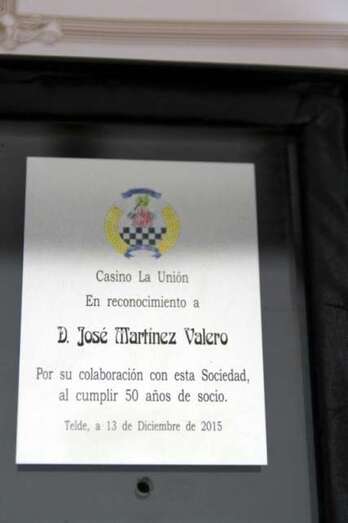 Casino La Unión
En reconocimiento a
D. José Martínez Valero
Por su colaboración con esta Sociedad,
al cumplir 50 años de socio.
Telde, a 13 de Diciembre de 2015